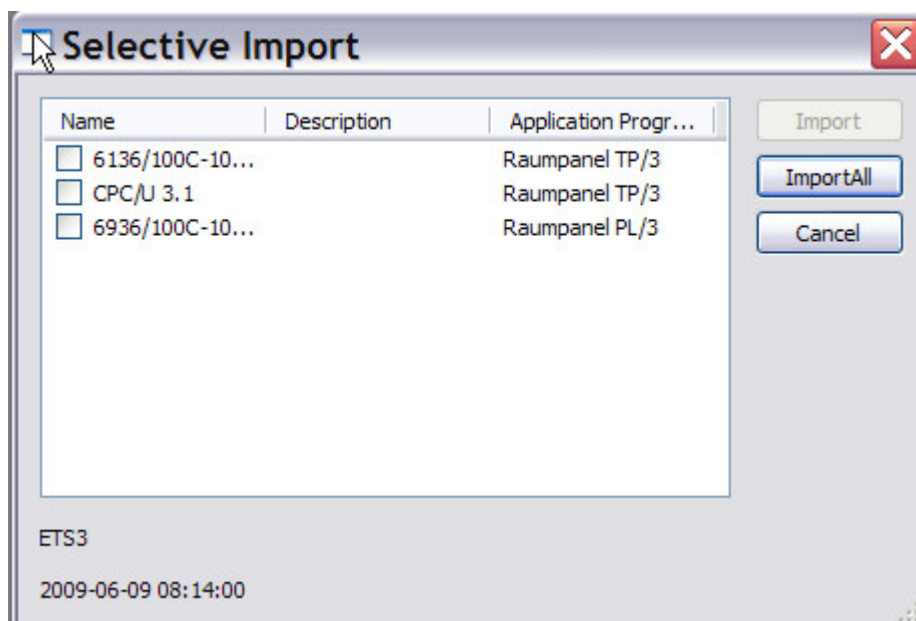 Selective Import
Name Description Application Progr...
6136/100C-10... Raumpanel TP/3
CPC/U 3.1 Raumpanel TP/3
6936/100C-10... Raumpanel PL/3
Import
ImportAll
Cancel
ETS3
2009-06-09 08:14:00